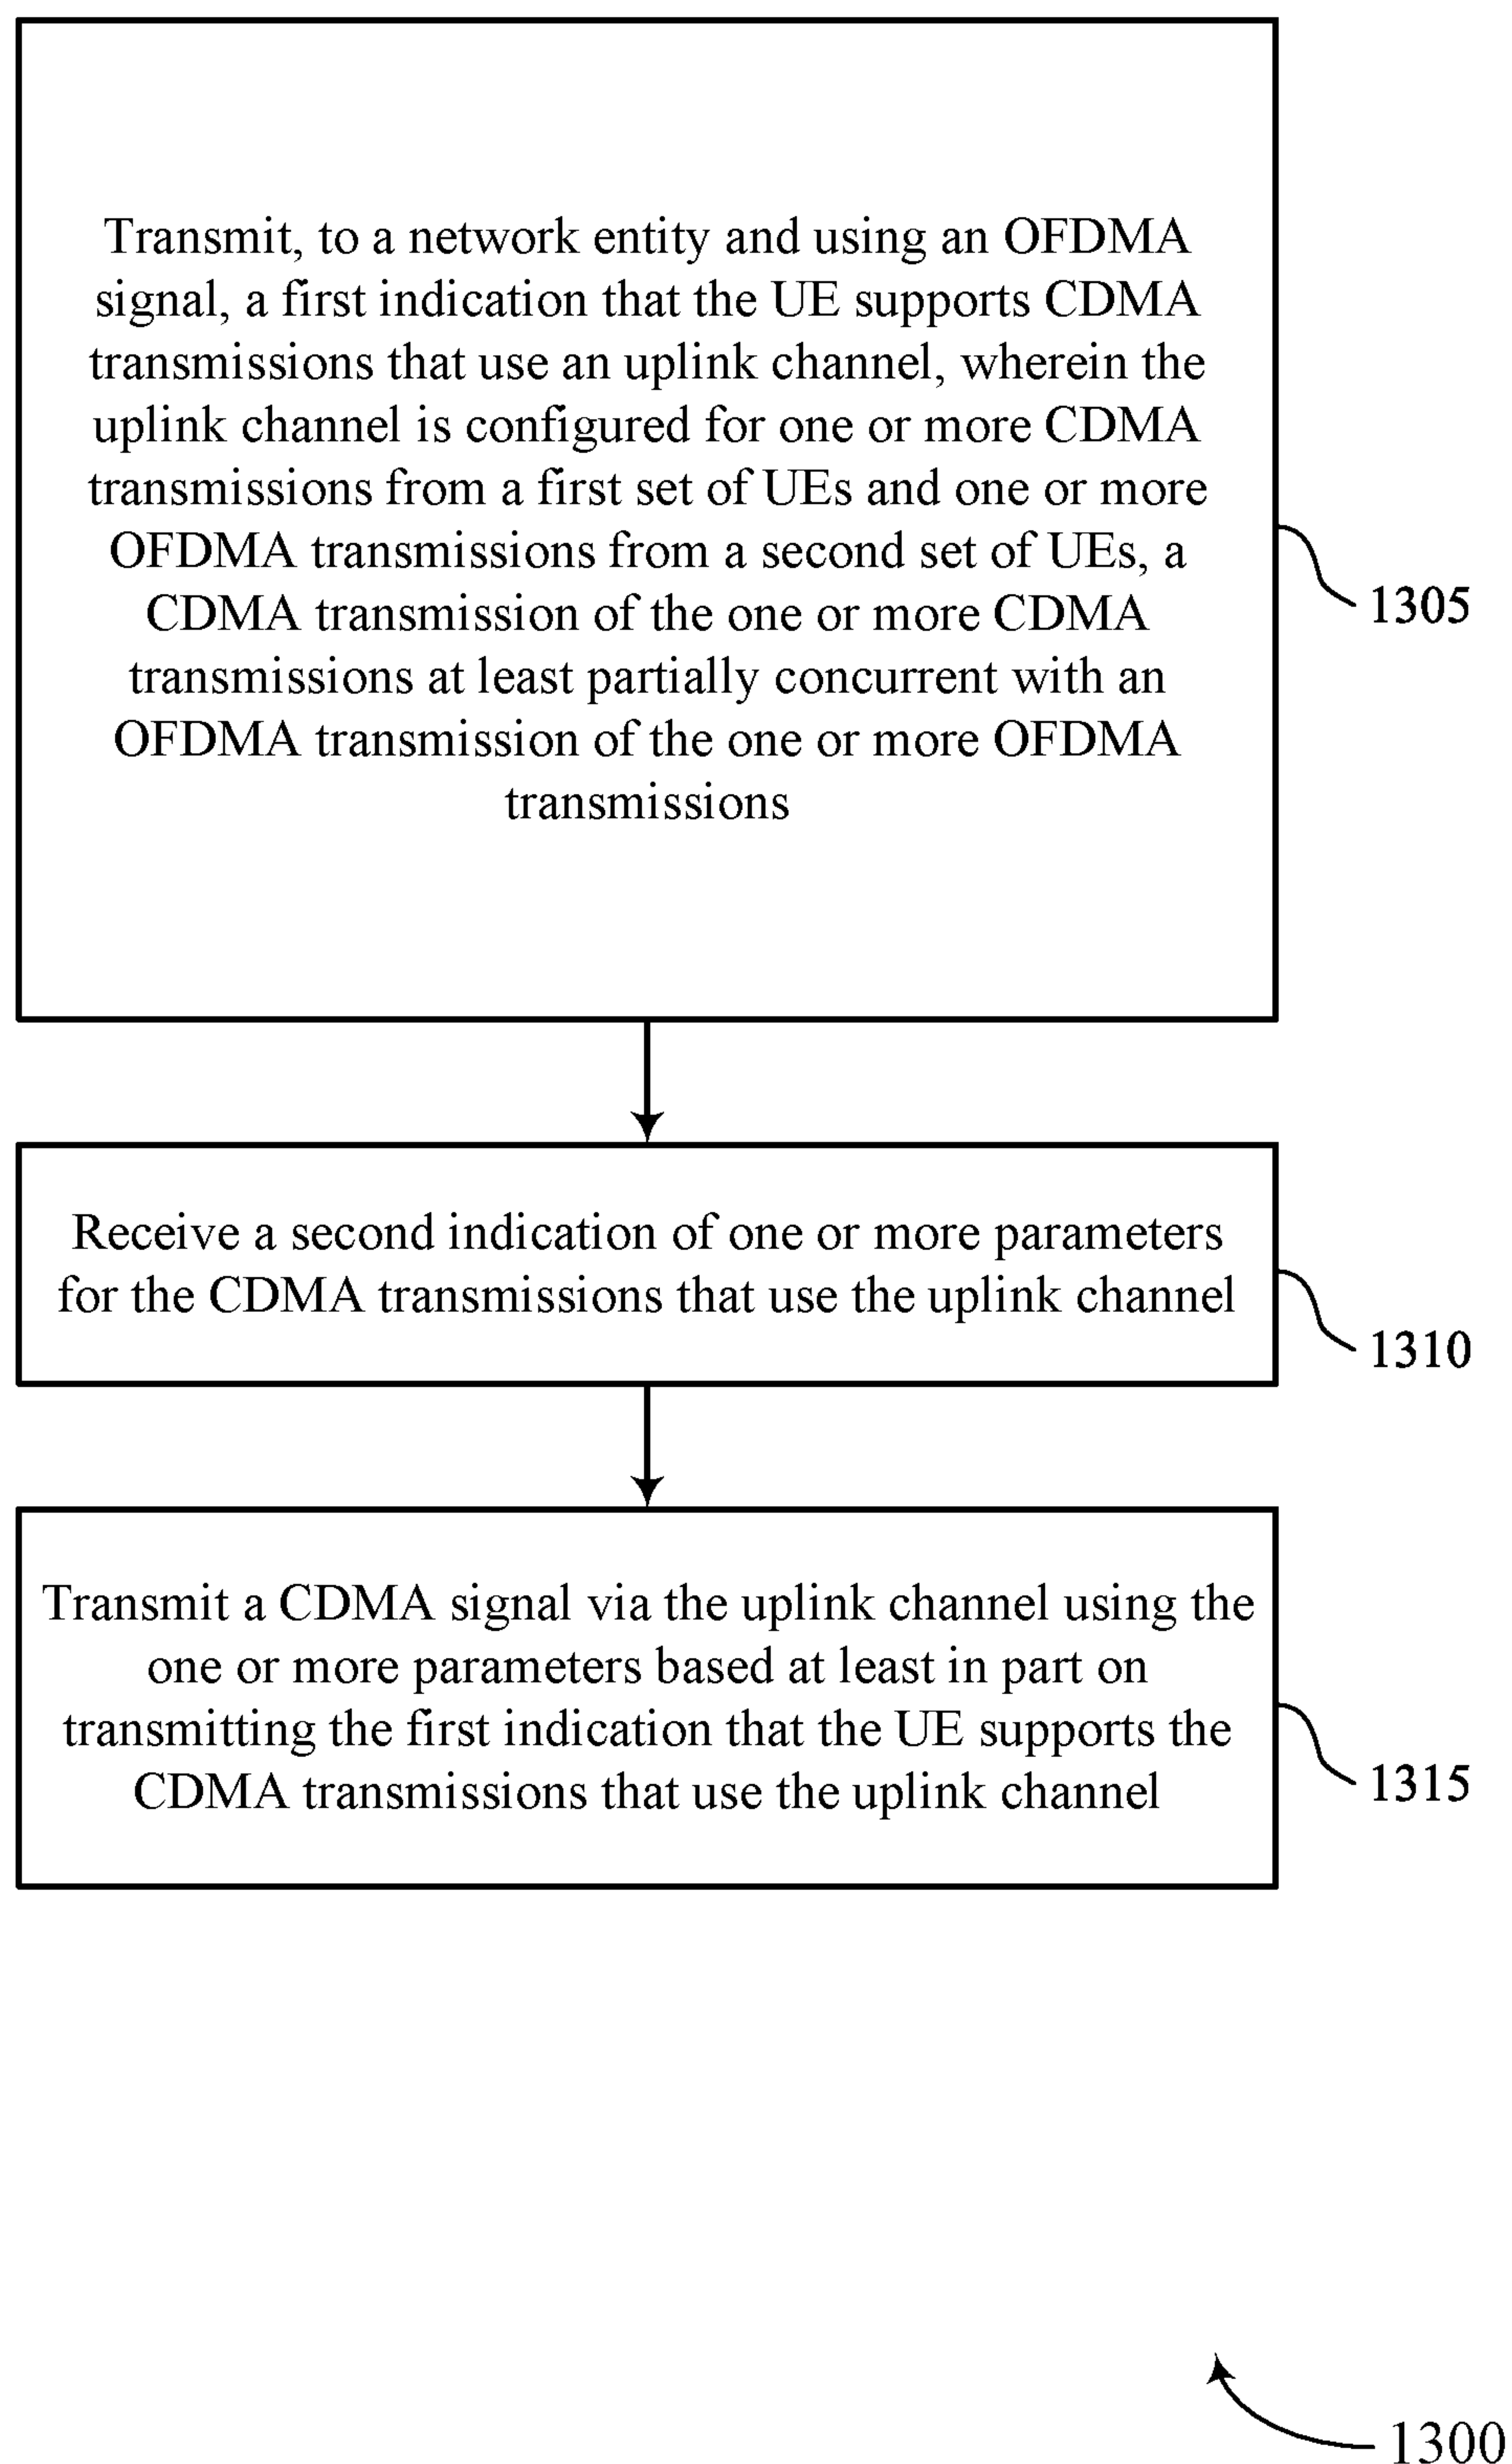 Transmit, to a network entity and using an OFDMA
signal, a first indication that the UE supports CDMA
transmissions that use an uplink channel, wherein the
uplink channel is configured for one or more CDMA
transmissions from a first set of UEs and one or more
OFDMA transmissions from a second set of UEs, a
CDMA transmission of the one or more CDMA
transmissions at least partially concurrent with an
OFDMA transmission of the one or more OFDMA
transmissions
1305
Receive a second indication of one or more parameters
for the CDMA transmissions that use the uplink channel
1310
Transmit a CDMA signal via the uplink channel using the
one or more parameters based at least in part on
transmitting the first indication that the UE supports the
CDMA transmissions that use the uplink channel
1315
1300